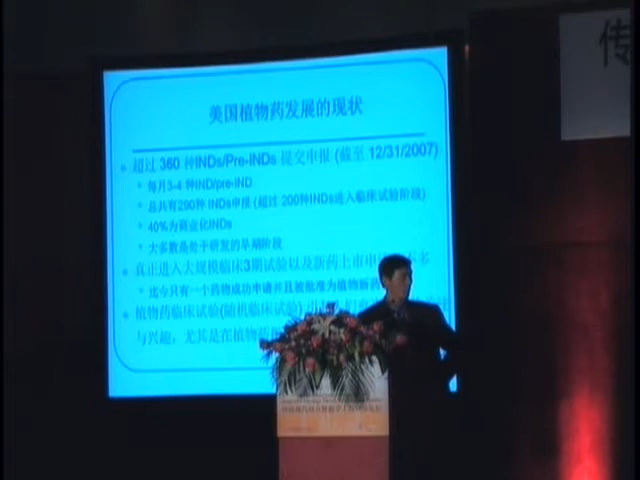 传
美国植物药发展的现状
超过 360 种INDs/Pre-INDs 提交申报 (截至 12/31/2007)
每月3-4 种IND/pre-IND
总共有290种 INDs申报 (超过 200种INDs进入临床试验阶段)
40%为商业化INDs
大多数是处于研发的早期阶段
真正进入大规模临床3期试验以及新药上市申 不多
迄今只有一个药物成功申请并且被批准为植物新药
植物药临床试验(随机临床试验) 引
与兴趣，尤其是在植物药